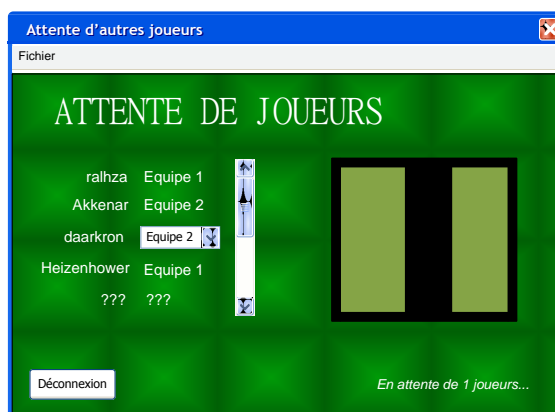 Attente d'autres joueurs
Fichier
ATTENTE DE JOUEURS
ralhza Equipe 1
Akkenar Equipe 2
daarkron Equipe 2
Heizenhower Equipe 1
??? ???
Déconnexion
En attente de 1 joueurs...